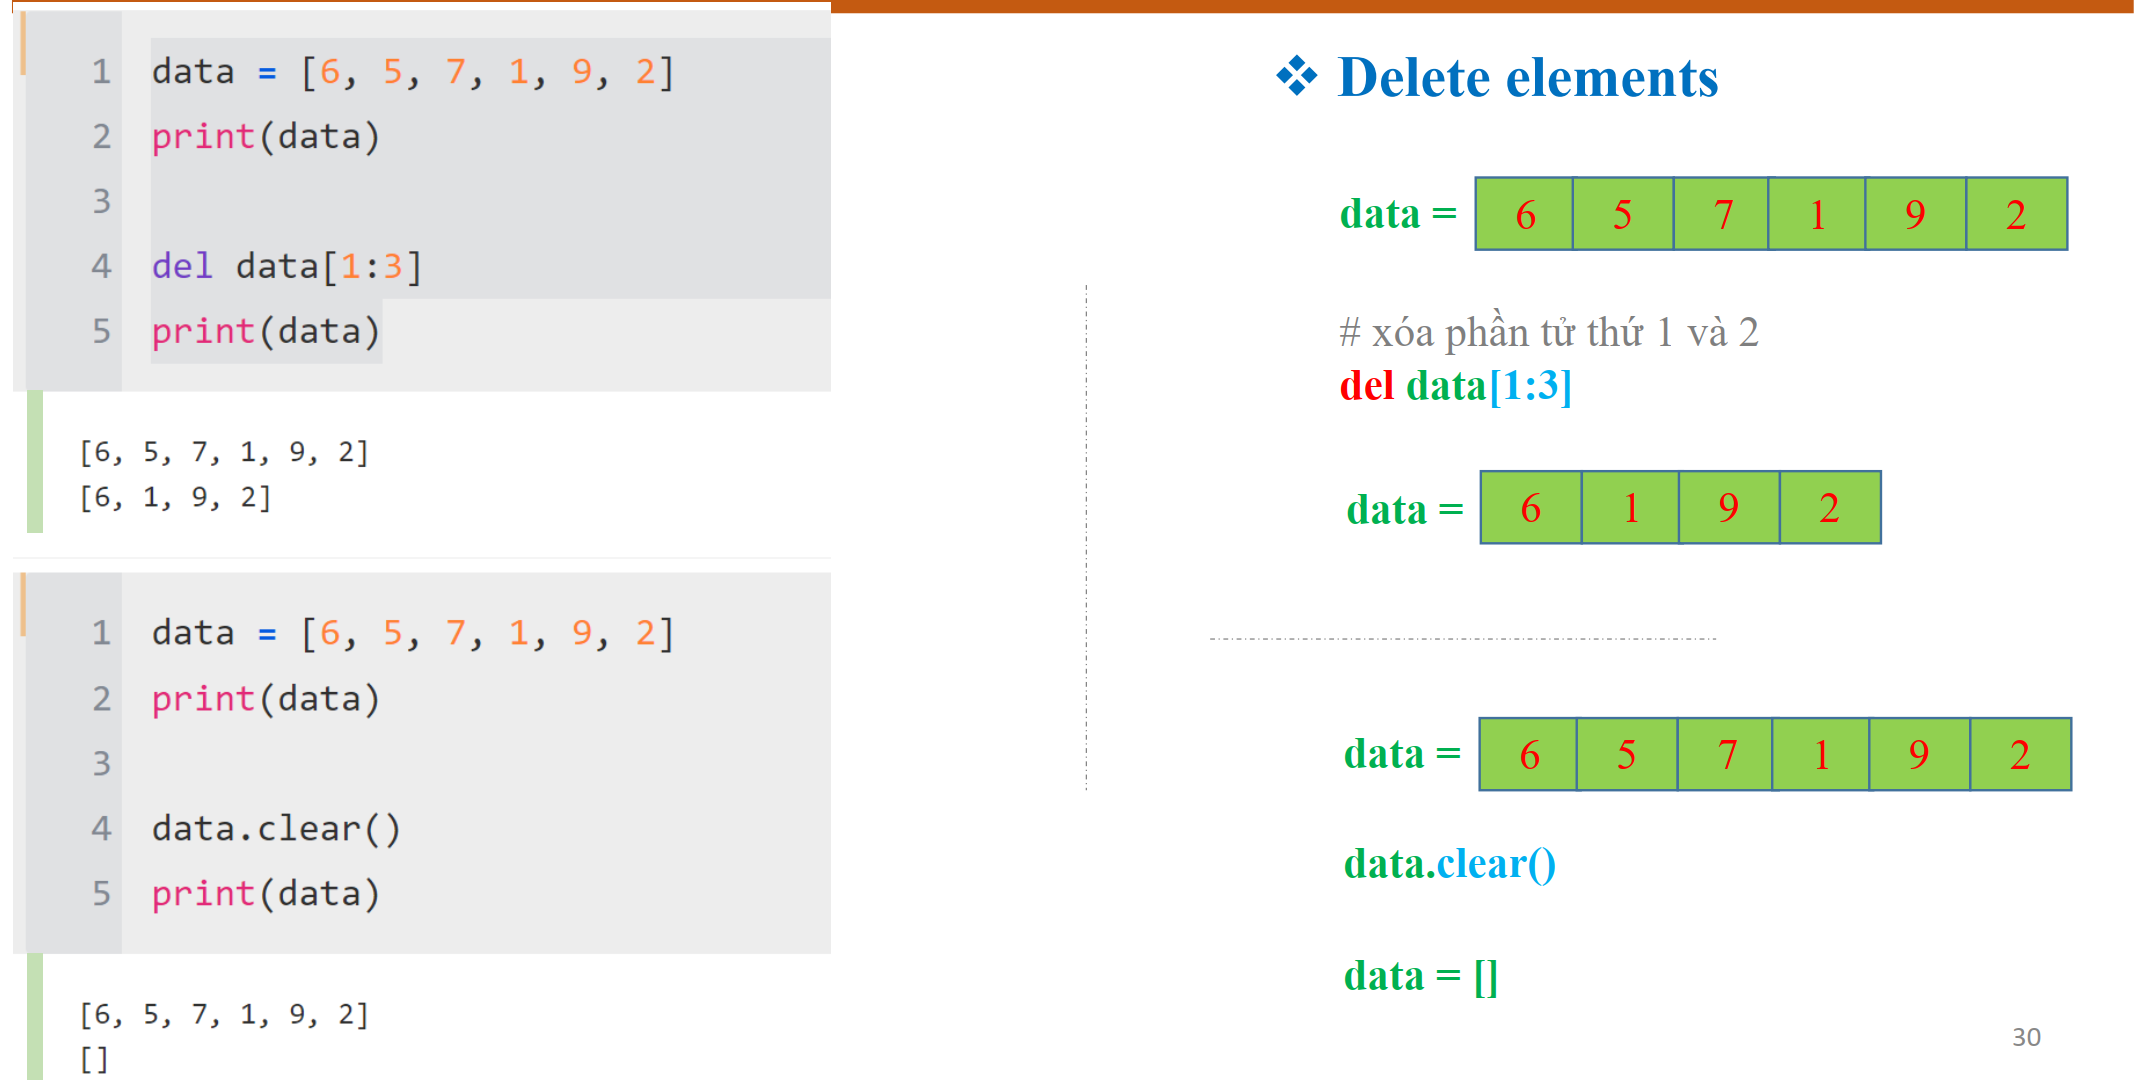 1 data = [6, 5, 7, 1, 9, 2]
2 print(data)
3
4 del data[1:3]
5 print(data)
[6, 5, 7, 1, 9, 2]
[6, 1, 9, 2]
1 data = [6, 5, 7, 1, 9, 2]
2 print(data)
3
4 data.clear()
5 print(data)
[6, 5, 7, 1, 9, 2]
[]
❖ Delete elements
data = 6 5 7 1 9 2
# xóa phần tử thứ 1 và 2
del data[1:3]
data = 6 1 9 2
data = 6 5 7 1 9 2
data.clear()
data = []
30